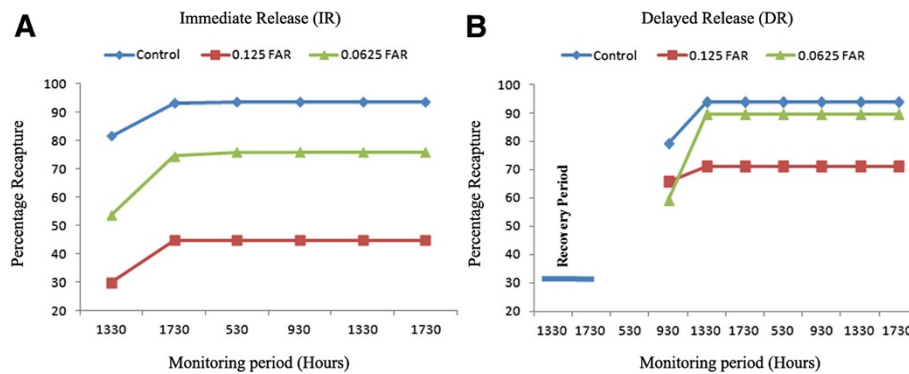 A
Immediate Release (IR)
Control 0.125 FAR 0.0625 FAR
Percentage Recapture
100
90
80
70
60
50
40
30
20
1330 1730 530 930 1330 1730
Monitoring period (Hours)
B
Delayed Release (DR)
Control 0.125 FAR 0.0625 FAR
Percentage Recapture
100
90
80
70
60
50
40
30
20
Recovery Period
1330 1730 530 930 1330 1730 530 930 1330 1730
Monitoring period (Hours)